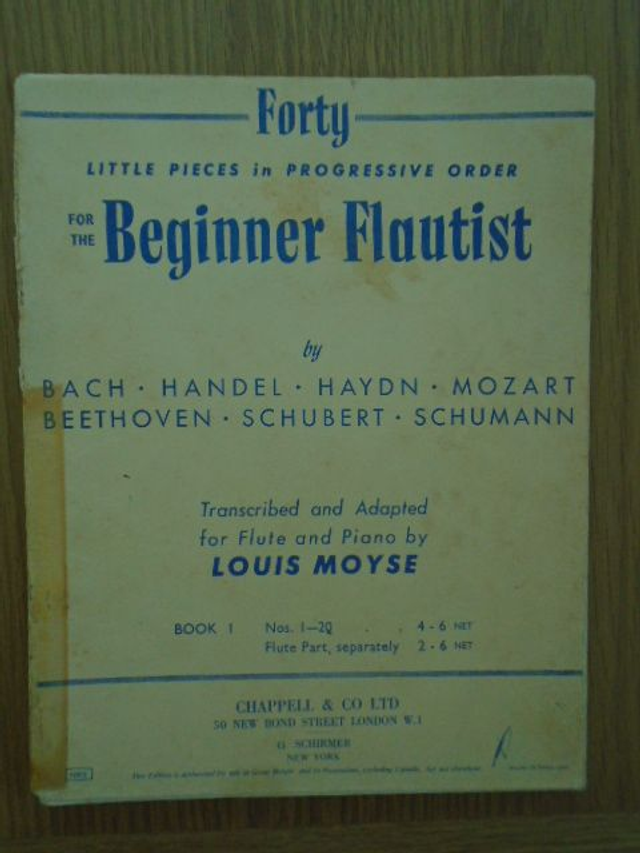 Forty
LITTLE PIECES in PROGRESSIVE ORDER
FOR THE Beginner Flautist
by
BACH · HANDEL · HAYDN · MOZART
BEETHOVEN · SCHUBERT · SCHUMANN
Transcribed and Adapted
for Flute and Piano by
LOUIS MOYSE
BOOK 1 Nos. 1—20 . . 4 - 6 NET
Flute Part, separately 2 - 6 NET
CHAPPELL & CO LTD
50 NEW BOND STREET LONDON W.1
G SCHIRMER
NEW YORK